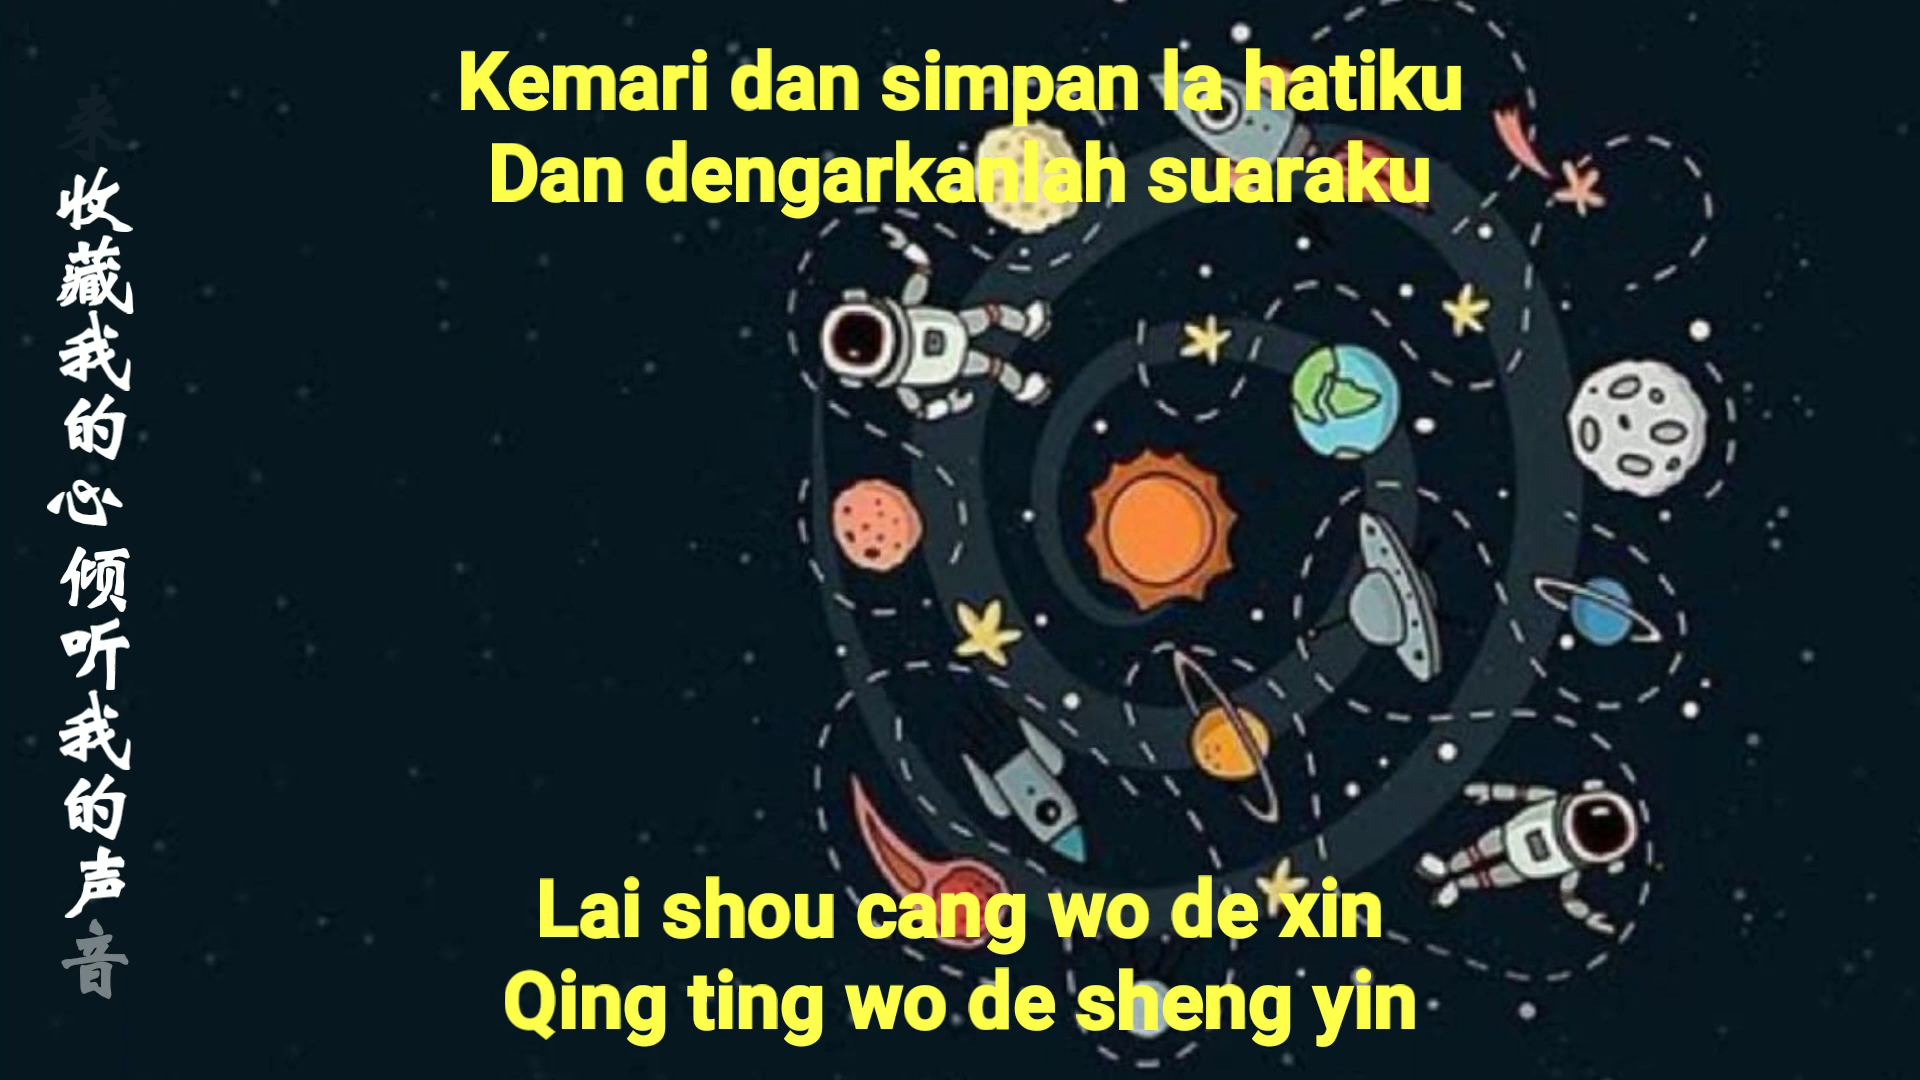 Kemari dan simpan la hatiku
Dan dengarkanlah suaraku
来收藏我的心倾听我的声音
Lai shou cang wo de xin
Qing ting wo de sheng yin